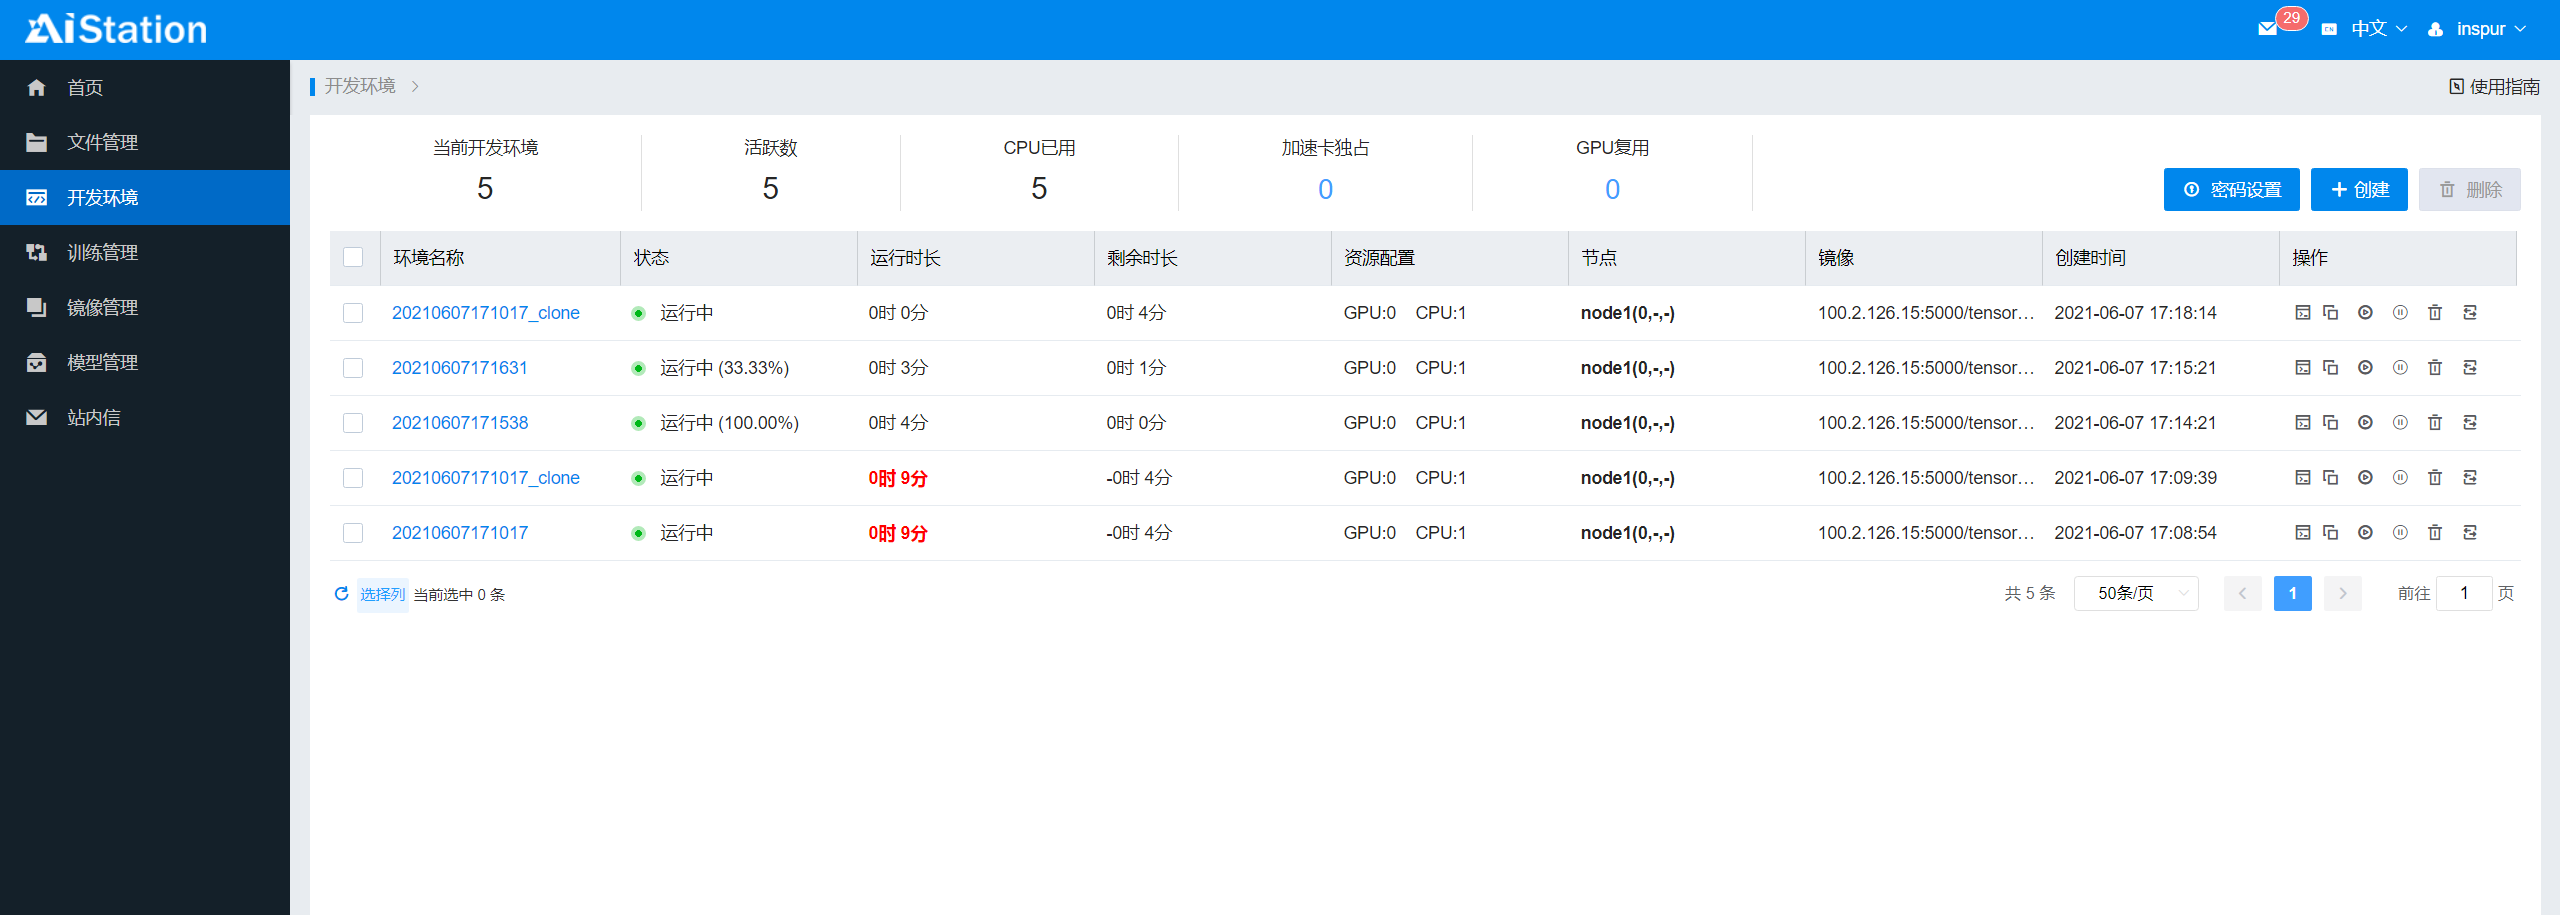 AiStation
29
CN 中文
inspur
首页
文件管理
开发环境
训练管理
镜像管理
模型管理
站内信
开发环境
使用指南
当前开发环境 活跃数 CPU已用 加速卡独占 GPU复用
5 5 5 0 0
密码设置 创建 删除
环境名称 状态 运行时长 剩余时长 资源配置 节点 镜像 创建时间 操作
20210607171017_clone 运行中 0时 0分 0时 4分 GPU:0 CPU:1 node1(0,-,-) 100.2.126.15:5000/tensor... 2021-06-07 17:18:14
20210607171631 运行中 (33.33%) 0时 3分 0时 1分 GPU:0 CPU:1 node1(0,-,-) 100.2.126.15:5000/tensor... 2021-06-07 17:15:21
20210607171538 运行中 (100.00%) 0时 4分 0时 0分 GPU:0 CPU:1 node1(0,-,-) 100.2.126.15:5000/tensor... 2021-06-07 17:14:21
20210607171017_clone 运行中 0时 9分 -0时 4分 GPU:0 CPU:1 node1(0,-,-) 100.2.126.15:5000/tensor... 2021-06-07 17:09:39
20210607171017 运行中 0时 9分 -0时 4分 GPU:0 CPU:1 node1(0,-,-) 100.2.126.15:5000/tensor... 2021-06-07 17:08:54
选择列 当前选中 0 条 共 5 条 50条/页 1 前往 1 页